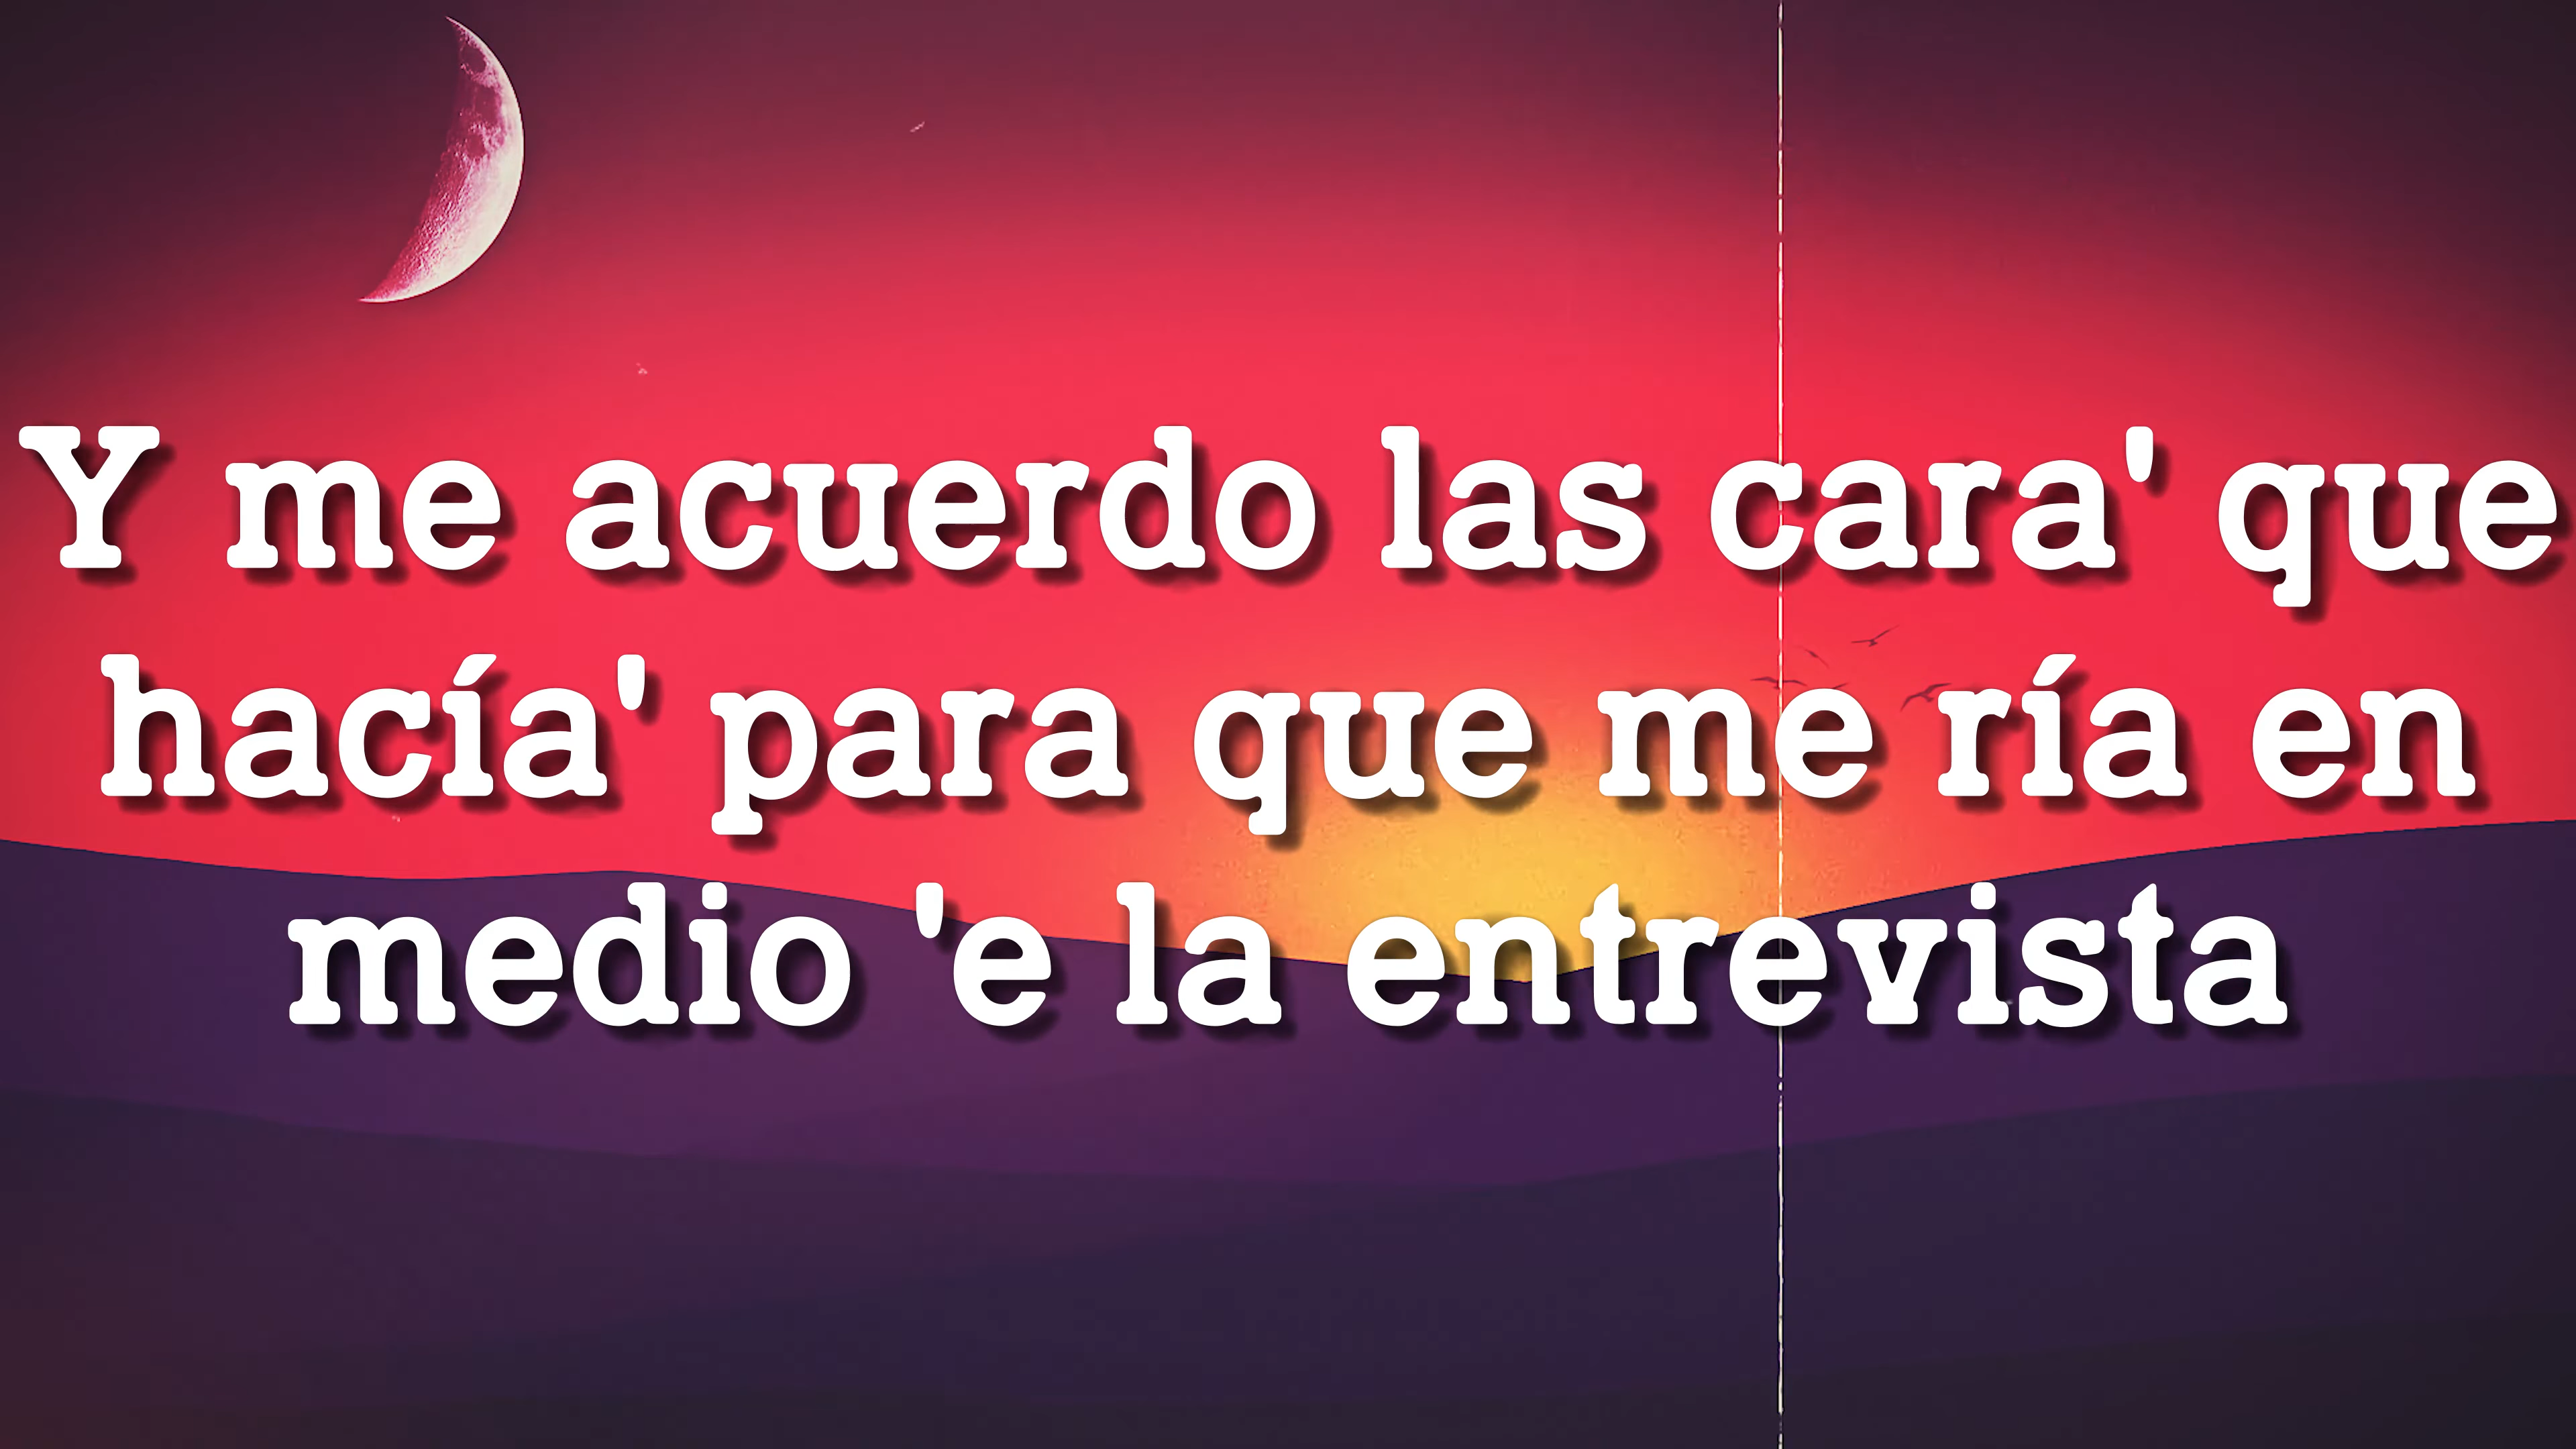 Y me acuerdo las cara' que
hacía' para que me ría en
medio 'e la entrevista